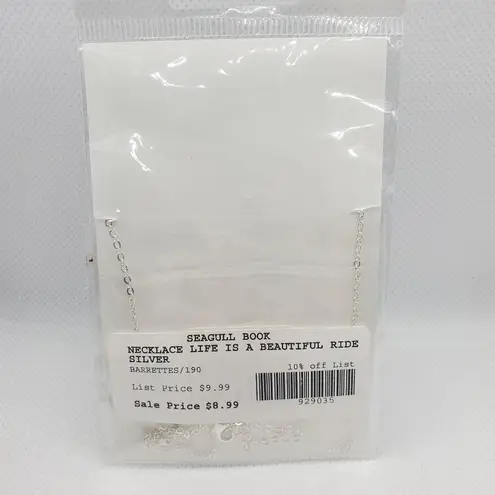 SEAGULL BOOK
NECKLACE LIFE IS A BEAUTIFUL RIDE
SILVER
BARRETTES/190
10% off List
List Price $9.99
Sale Price $8.99
929035